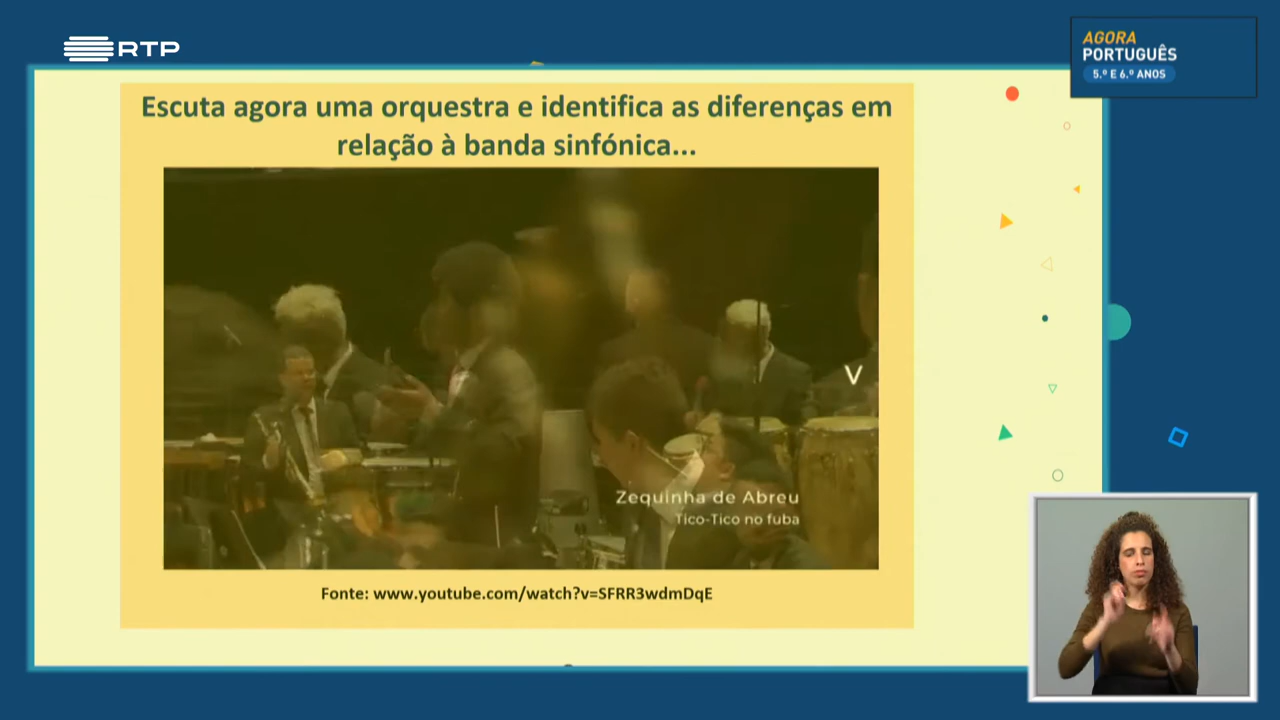 RTP
AGORA
PORTUGUÊS
5.º E 6.º ANOS
Escuta agora uma orquestra e identifica as diferenças em
relação à banda sinfónica...
V
Zequinha de Abreu
Tico-Tico no fuba
Fonte: www.youtube.com/watch?v=SFRR3wdmDqE